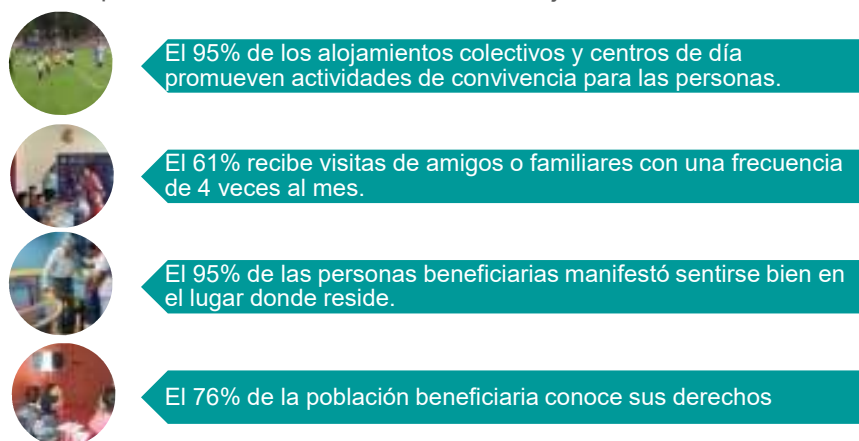 El 95% de los alojamientos colectivos y centros de día
promueven actividades de convivencia para las personas.
El 61% recibe visitas de amigos o familiares con una frecuencia
de 4 veces al mes.
El 95% de las personas beneficiarias manifestó sentirse bien en
el lugar donde reside.
El 76% de la población beneficiaria conoce sus derechos